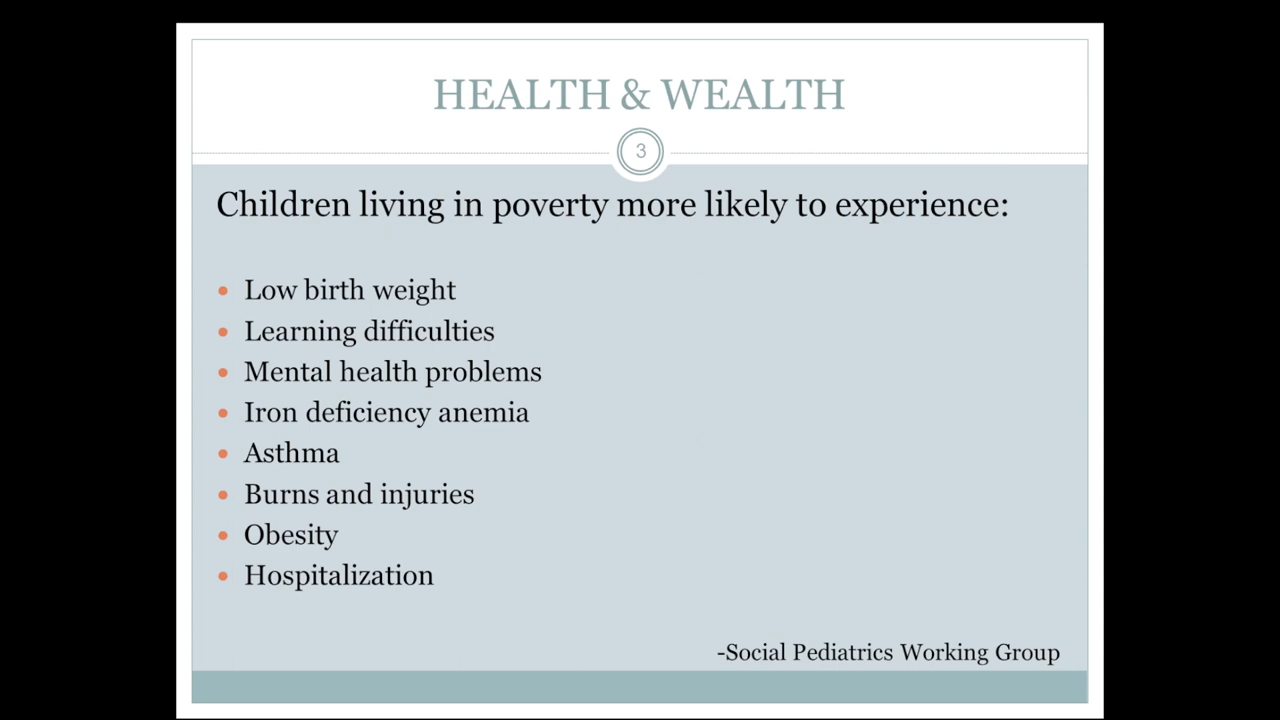 HEALTH & WEALTH
3
Children living in poverty more likely to experience:
• Low birth weight
• Learning difficulties
• Mental health problems
• Iron deficiency anemia
• Asthma
• Burns and injuries
• Obesity
• Hospitalization
-Social Pediatrics Working Group